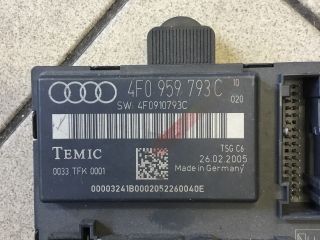 4F0 959 793 C 10
020
SW: 4F0910793C
TEMIC
TSG C6
26.02.2005
0033 TFK 0001
Made in Germany
00003241B0002052260040E